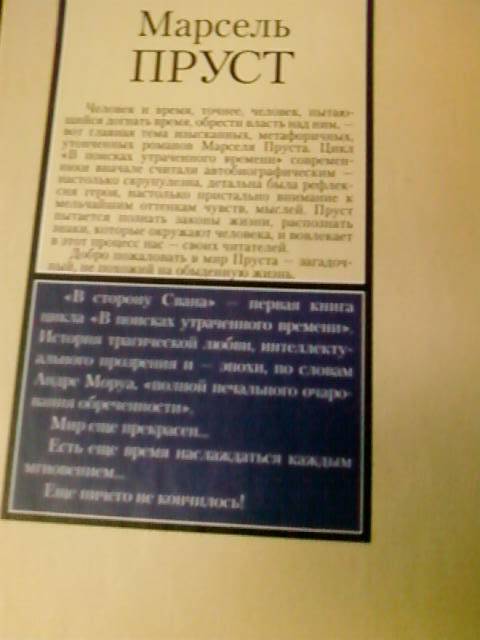 Марсель
ПРУСТ
Человек и время, точнее, человек, пытаю-
щийся догнать время, обрести власть над ним, –
вот главная тема изысканных, метафоричных,
утонченных романов Марселя Пруста. Цикл
«В поисках утраченного времени» современ-
ники вначале считали автобиографическим –
настолько скрупулезна, детальна была рефлек-
сия героя, настолько пристально внимание к
мельчайшим оттенкам чувств, мыслей. Пруст
пытается познать законы жизни, распознать
знаки, которые окружают человека, и вовлекает
в этот процесс нас – своих читателей.
Добро пожаловать в мир Пруста – загадоч-
ный, не похожий на обыденную жизнь.
«В сторону Свана» – первая книга
цикла «В поисках утраченного времени».
История трагической любви, интеллекту-
ального прозрения и – эпохи, по словам
Андре Моруа, «полной печального очаро-
вания обреченности».
Мир еще прекрасен...
Есть еще время наслаждаться каждым
мгновением...
Еще ничего не кончилось!